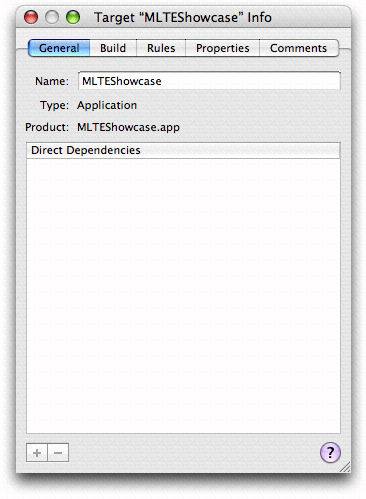 Target “MLTEShowcase” Info
General Build Rules Properties Comments
Name: MLTEShowcase
Type: Application
Product: MLTEShowcase.app
Direct Dependencies
+ − ?